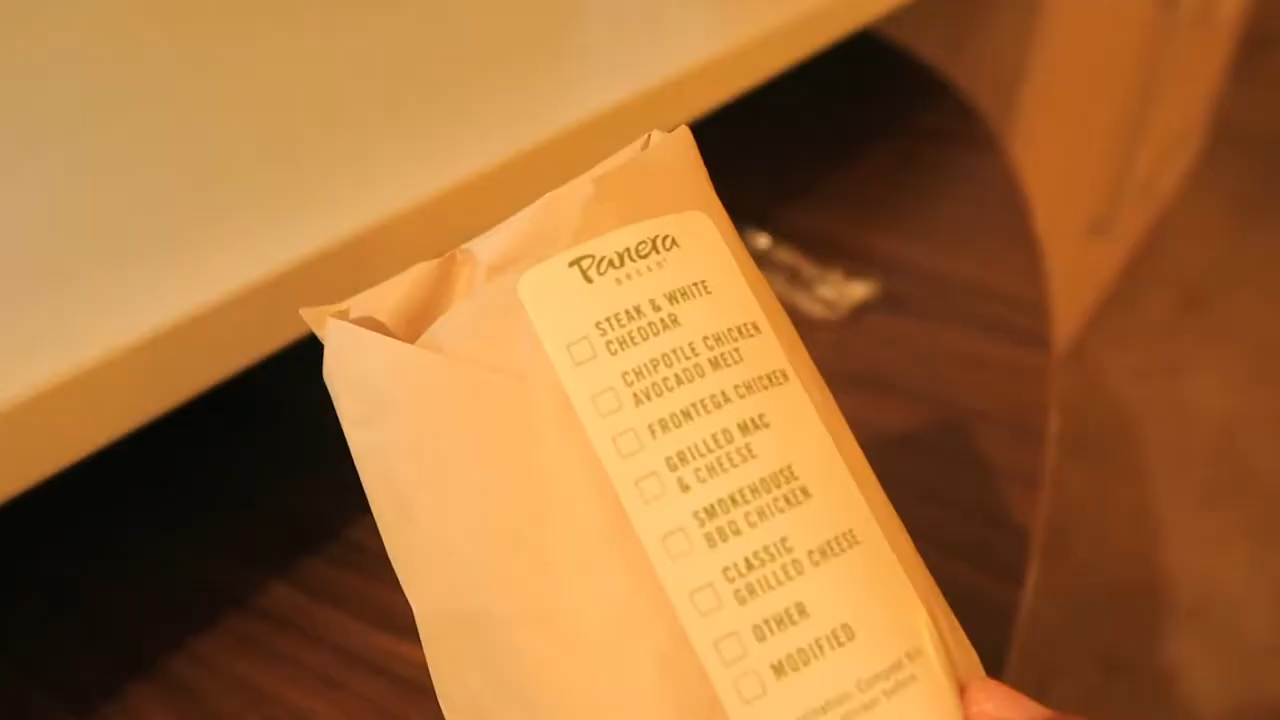 Panera
BREAD
STEAK & WHITE
CHEDDAR
CHIPOTLE CHICKEN
AVOCADO MELT
FRONTEGA CHICKEN
GRILLED MAC
& CHEESE
SMOKEHOUSE
BBQ CHICKEN
CLASSIC
GRILLED CHEESE
OTHER
MODIFIED